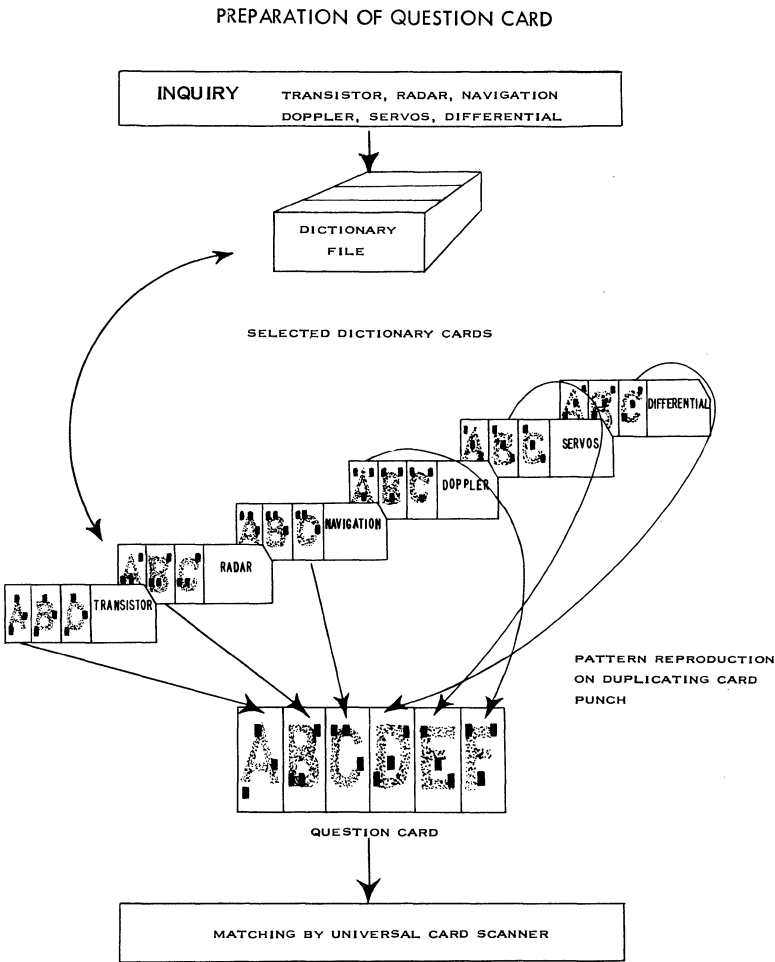 PREPARATION OF QUESTION CARD
INQUIRY TRANSISTOR, RADAR, NAVIGATION
DOPPLER, SERVOS, DIFFERENTIAL
DICTIONARY
FILE
SELECTED DICTIONARY CARDS
A B C DIFFERENTIAL
A B C SERVOS
A B C DOPPLER
A B C NAVIGATION
A B C RADAR
A B D TRANSISTOR
PATTERN REPRODUCTION
ON DUPLICATING CARD
PUNCH
A B C D E F
QUESTION CARD
MATCHING BY UNIVERSAL CARD SCANNER